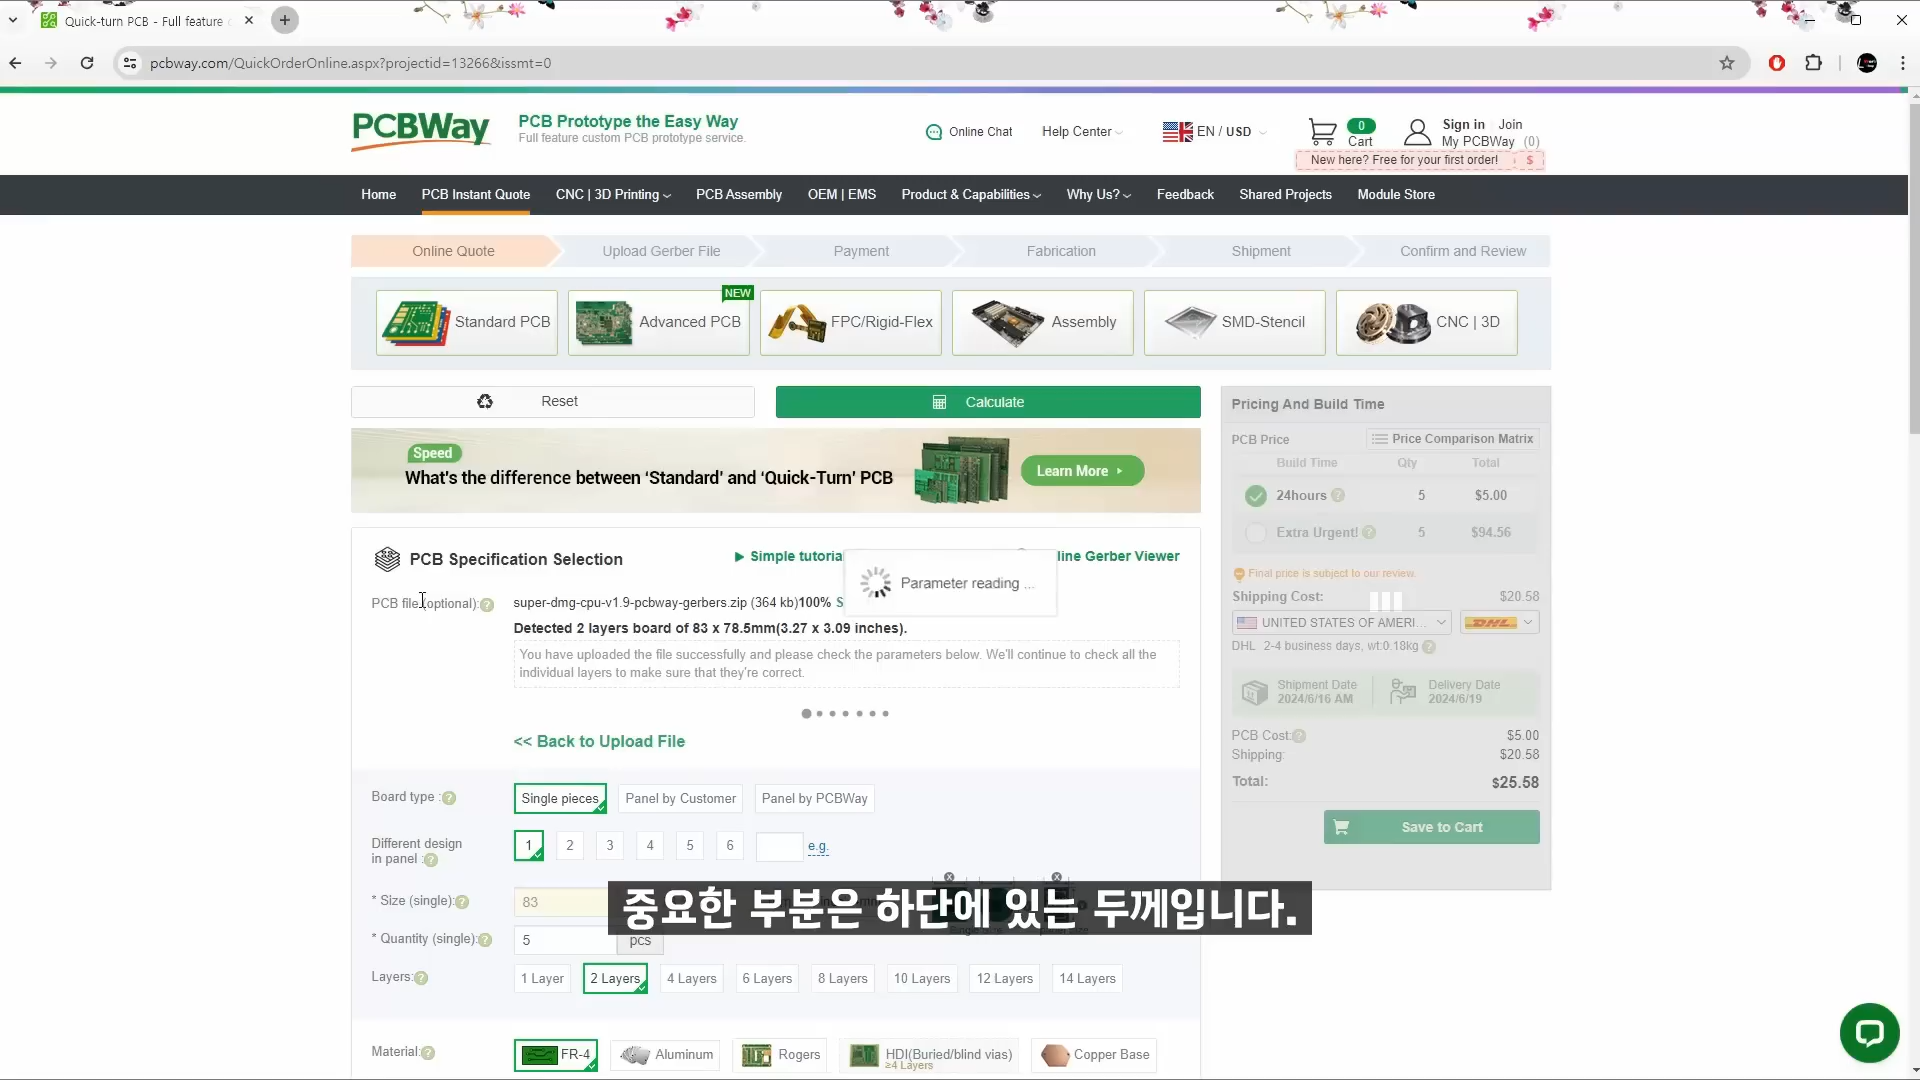 Quick-turn PCB - Full feature
pcbway.com/QuickOrderOnline.aspx?projectid=13266&issmt=0
PCBWay
PCB Prototype the Easy Way
Full feature custom PCB prototype service.
Online Chat
Help Center
EN / USD
0
Cart
Sign in
Join
My PCBWay (0)
New here? Free for your first order! $
Home
PCB Instant Quote
CNC | 3D Printing
PCB Assembly
OEM | EMS
Product & Capabilities
Why Us?
Feedback
Shared Projects
Module Store
Online Quote
Upload Gerber File
Payment
Fabrication
Shipment
Confirm and Review
Standard PCB
NEW
Advanced PCB
FPC/Rigid-Flex
Assembly
SMD-Stencil
CNC | 3D
Reset
Calculate
Speed
What's the difference between ‘Standard’ and ‘Quick-Turn’ PCB
Learn More
PCB Specification Selection
Simple tutoria
line Gerber Viewer
Parameter reading ...
PCB file(optional):
super-dmg-cpu-v1.9-pcbway-gerbers.zip (364 kb)100% S
Detected 2 layers board of 83 x 78.5mm(3.27 x 3.09 inches).
You have uploaded the file successfully and please check the parameters below. We'll continue to check all the
individual layers to make sure that they're correct.
<< Back to Upload File
Board type :
Single pieces
Panel by Customer
Panel by PCBWay
Different design
in panel :
1
2
3
4
5
6
e.g.
* Size (single):
83
중요한 부분은 하단에 있는 두께입니다.
* Quantity (single):
5
pcs
Layers:
1 Layer
2 Layers
4 Layers
6 Layers
8 Layers
10 Layers
12 Layers
14 Layers
Material:
FR-4
Aluminum
Rogers
HDI(Buried/blind vias)
≥4 Layers
Copper Base
Pricing And Build Time
PCB Price
Price Comparison Matrix
Build Time
Qty
Total
24hours
5
$5.00
Extra Urgent!
5
$94.56
Final price is subject to our review.
Shipping Cost:
$20.58
UNITED STATES OF AMERI...
DHL
DHL 2-4 business days, wt:0.18kg
Shipment Date
2024/6/16 AM
Delivery Date
2024/6/19
PCB Cost:
$5.00
Shipping:
$20.58
Total:
$25.58
Save to Cart